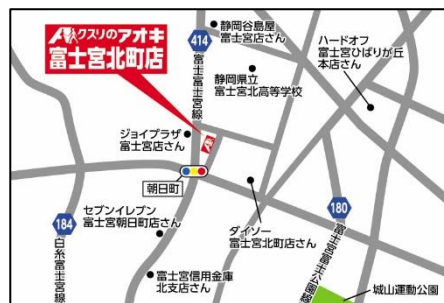 クスリのアオキ
富士宮北町店
414
富士富士宮線
静岡谷島屋
富士宮店さん
静岡県立
富士宮北高等学校
ハードオフ
富士宮ひばりが丘
本店さん
ジョイプラザ
富士宮店さん
朝日町
184
白糸富士宮線
セブンイレブン
富士宮朝日町店さん
ダイソー
富士宮北町店さん
180
富士宮富士公園線
富士宮信用金庫
北支店さん
城山運動公園